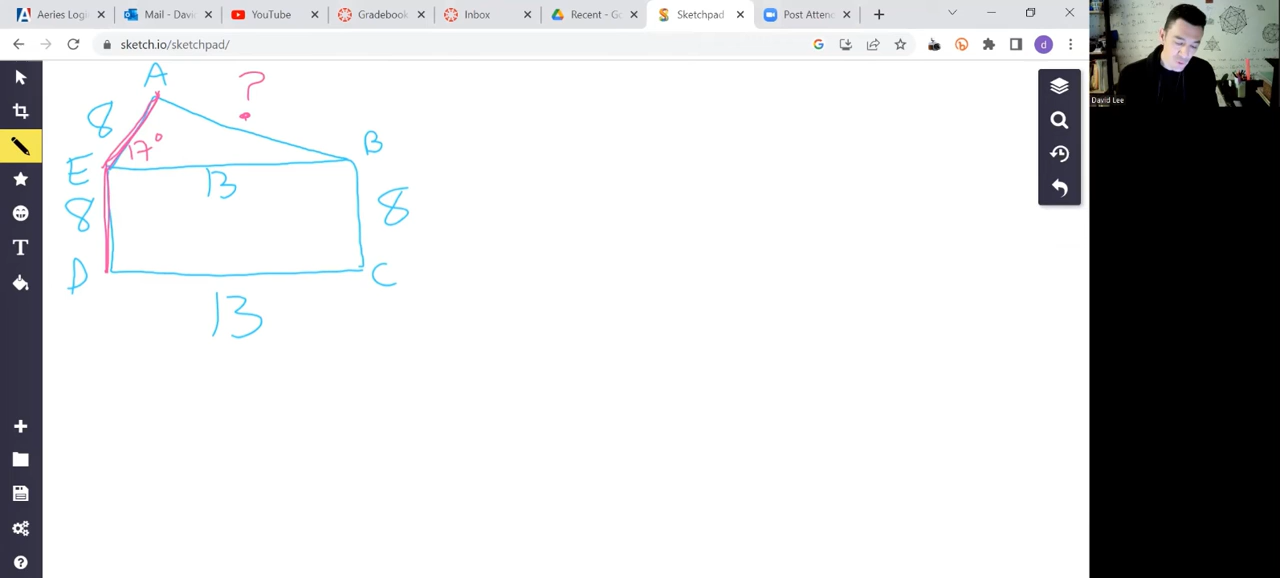 Aeries Logi
Mail - Davi
YouTube
Gradebook
Inbox
Recent - Go
Sketchpad
Post Attend
sketch.io/sketchpad/
d
A
?
8
17°
B
E
13
8
8
D
C
13
T
David Lee